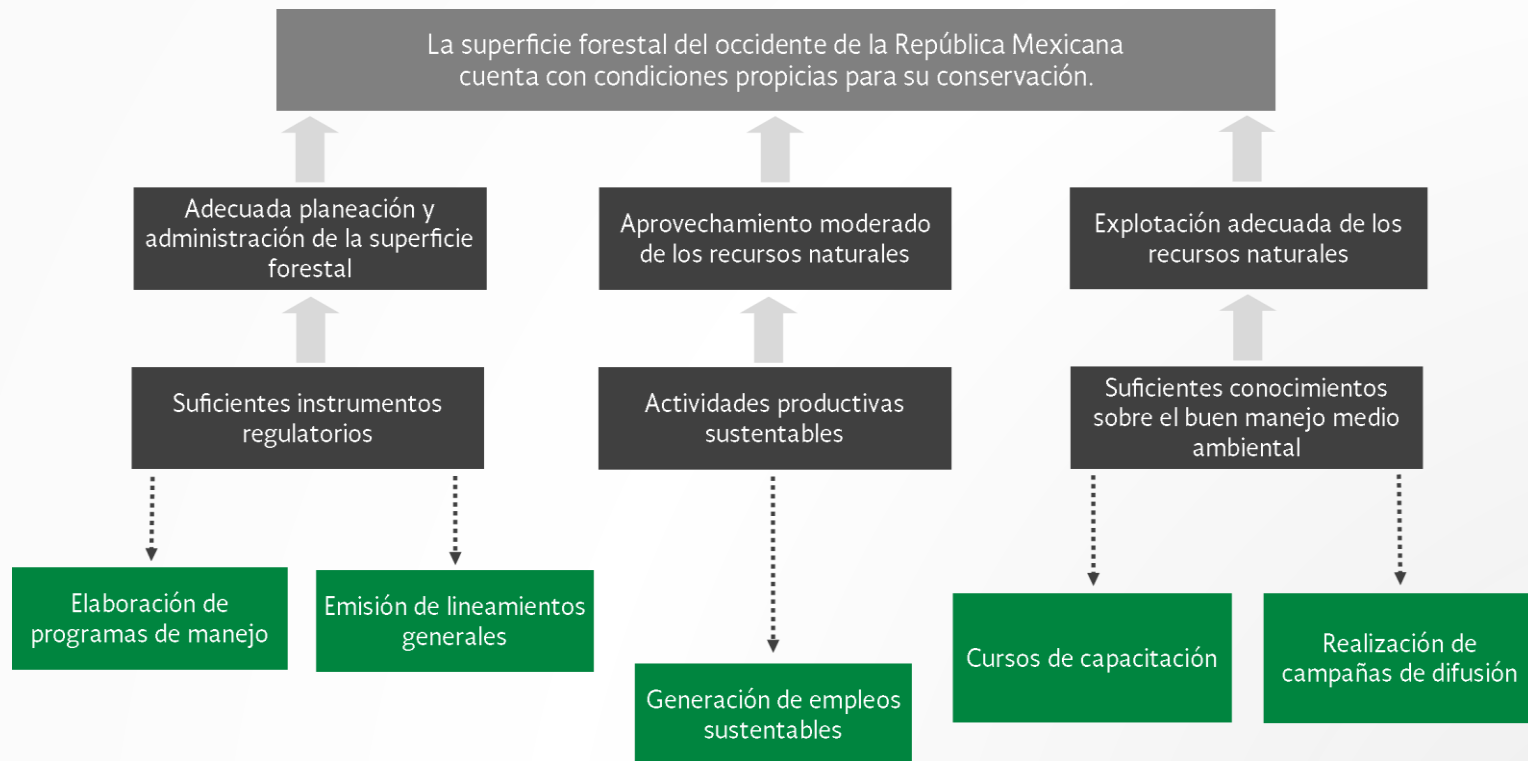 La superficie forestal del occidente de la República Mexicana
cuenta con condiciones propicias para su conservación.
Adecuada planeación y
administración de la superficie
forestal
Aprovechamiento moderado
de los recursos naturales
Explotación adecuada de los
recursos naturales
Suficientes instrumentos
regulatorios
Actividades productivas
sustentables
Suficientes conocimientos
sobre el buen manejo medio
ambiental
Elaboración de
programas de manejo
Emisión de lineamientos
generales
Generación de empleos
sustentables
Cursos de capacitación
Realización de
campañas de difusión